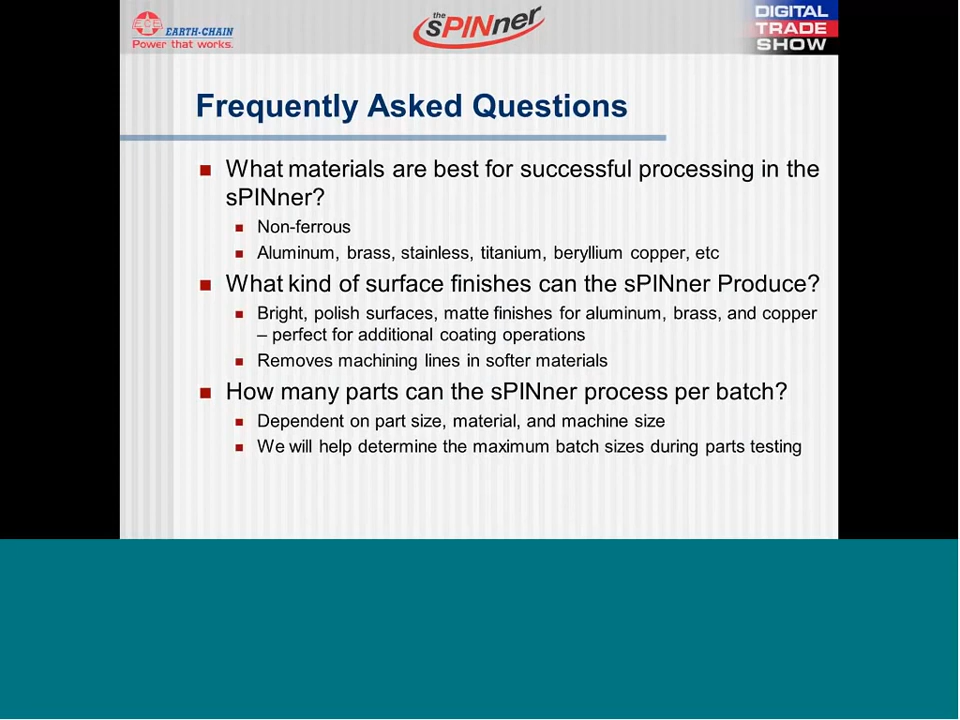 ECE EARTH-CHAIN
Power that works.
the sPINner
DIGITAL
TRADE
SHOW
Frequently Asked Questions
What materials are best for successful processing in the
sPINner?
Non-ferrous
Aluminum, brass, stainless, titanium, beryllium copper, etc
What kind of surface finishes can the sPINner Produce?
Bright, polish surfaces, matte finishes for aluminum, brass, and copper
– perfect for additional coating operations
Removes machining lines in softer materials
How many parts can the sPINner process per batch?
Dependent on part size, material, and machine size
We will help determine the maximum batch sizes during parts testing